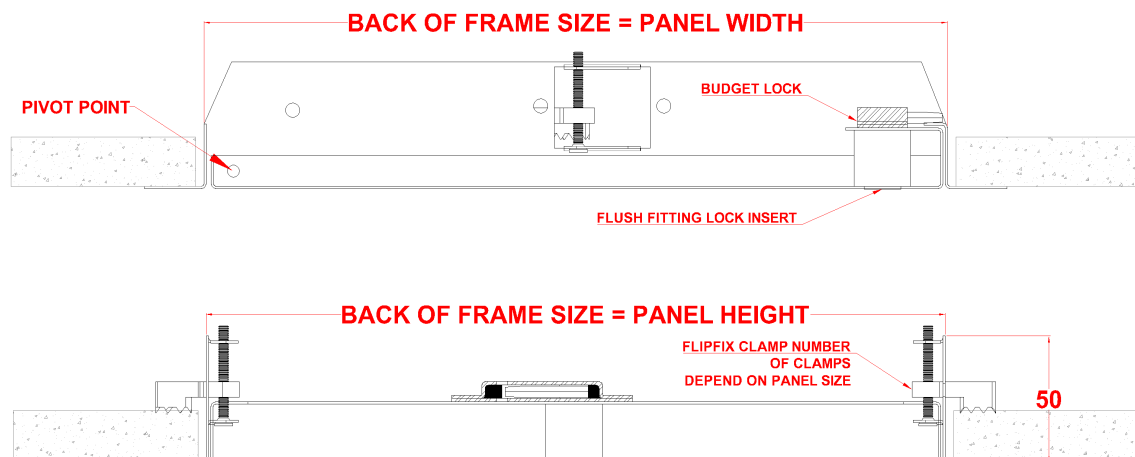 BACK OF FRAME SIZE = PANEL WIDTH
PIVOT POINT
BUDGET LOCK
FLUSH FITTING LOCK INSERT
BACK OF FRAME SIZE = PANEL HEIGHT
FLIPFIX CLAMP NUMBER
OF CLAMPS
DEPEND ON PANEL SIZE
50